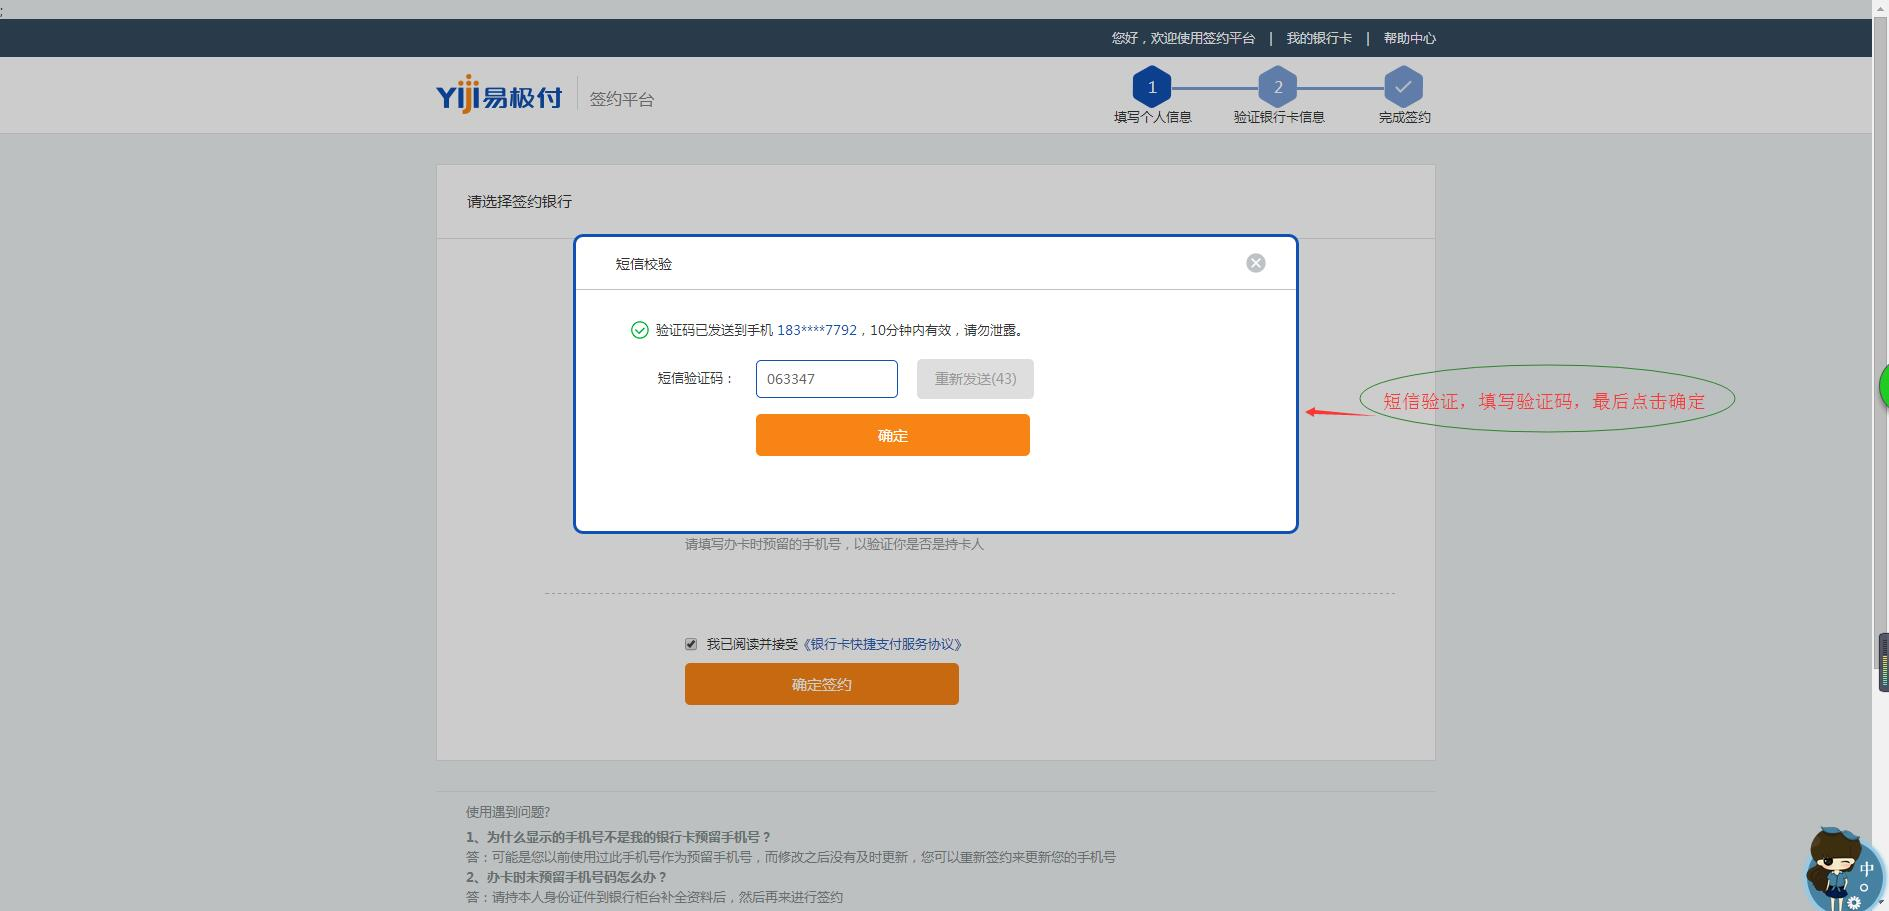 ;
您好，欢迎使用签约平台 | 我的银行卡 | 帮助中心
Yiji易极付 签约平台
1 2
填写个人信息 验证银行卡信息 完成签约
请选择签约银行
短信校验
验证码已发送到手机 183****7792，10分钟内有效，请勿泄露。
短信验证码： 063347 重新发送(43)
短信验证，填写验证码，最后点击确定
确定
请填写办卡时预留的手机号，以验证你是否是持卡人
我已阅读并接受《银行卡快捷支付服务协议》
确定签约
使用遇到问题?
1、为什么显示的手机号不是我的银行卡预留手机号？
答：可能是您以前使用过此手机号作为预留手机号，而修改之后没有及时更新，您可以重新签约来更新您的手机号
2、办卡时未预留手机号码怎么办？
答：请持本人身份证件到银行柜台补全资料后，然后再来进行签约
中